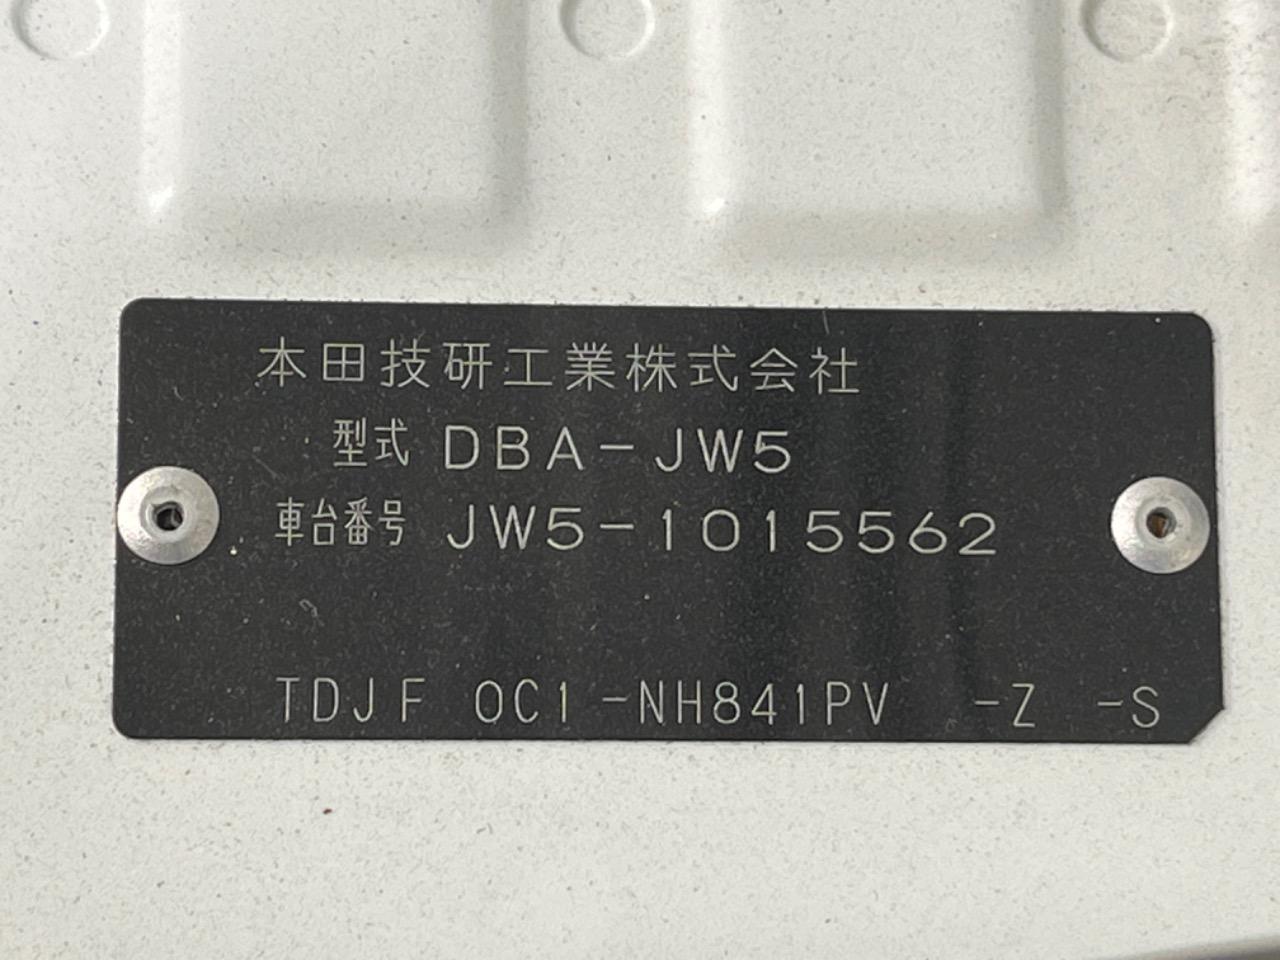 本田技研工業株式会社
型式 DBA-JW5
車台番号 JW5-1015562
TDJF 0C1 -NH841PV -Z -S